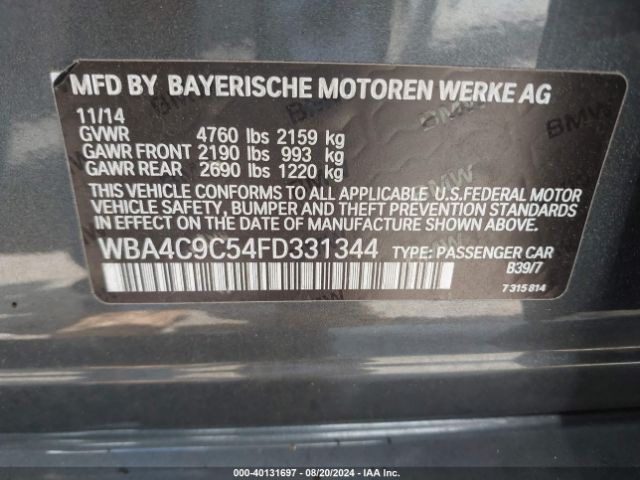 MFD BY BAYERISCHE MOTOREN WERKE AG
11/14
GVWR 4760 lbs 2159 kg
GAWR FRONT 2190 lbs 993 kg
GAWR REAR 2690 lbs 1220 kg
THIS VEHICLE CONFORMS TO ALL APPLICABLE U.S.FEDERAL MOTOR
VEHICLE SAFETY, BUMPER AND THEFT PREVENTION STANDARDS
IN EFFECT ON THE DATE OF MANUFACTURE SHOWN ABOVE.
WBA4C9C54FD331344 TYPE: PASSENGER CAR
B39/7
7 315 814
BMW
BMW
BMW
000-40131697 - 08/20/2024 - IAA Inc.